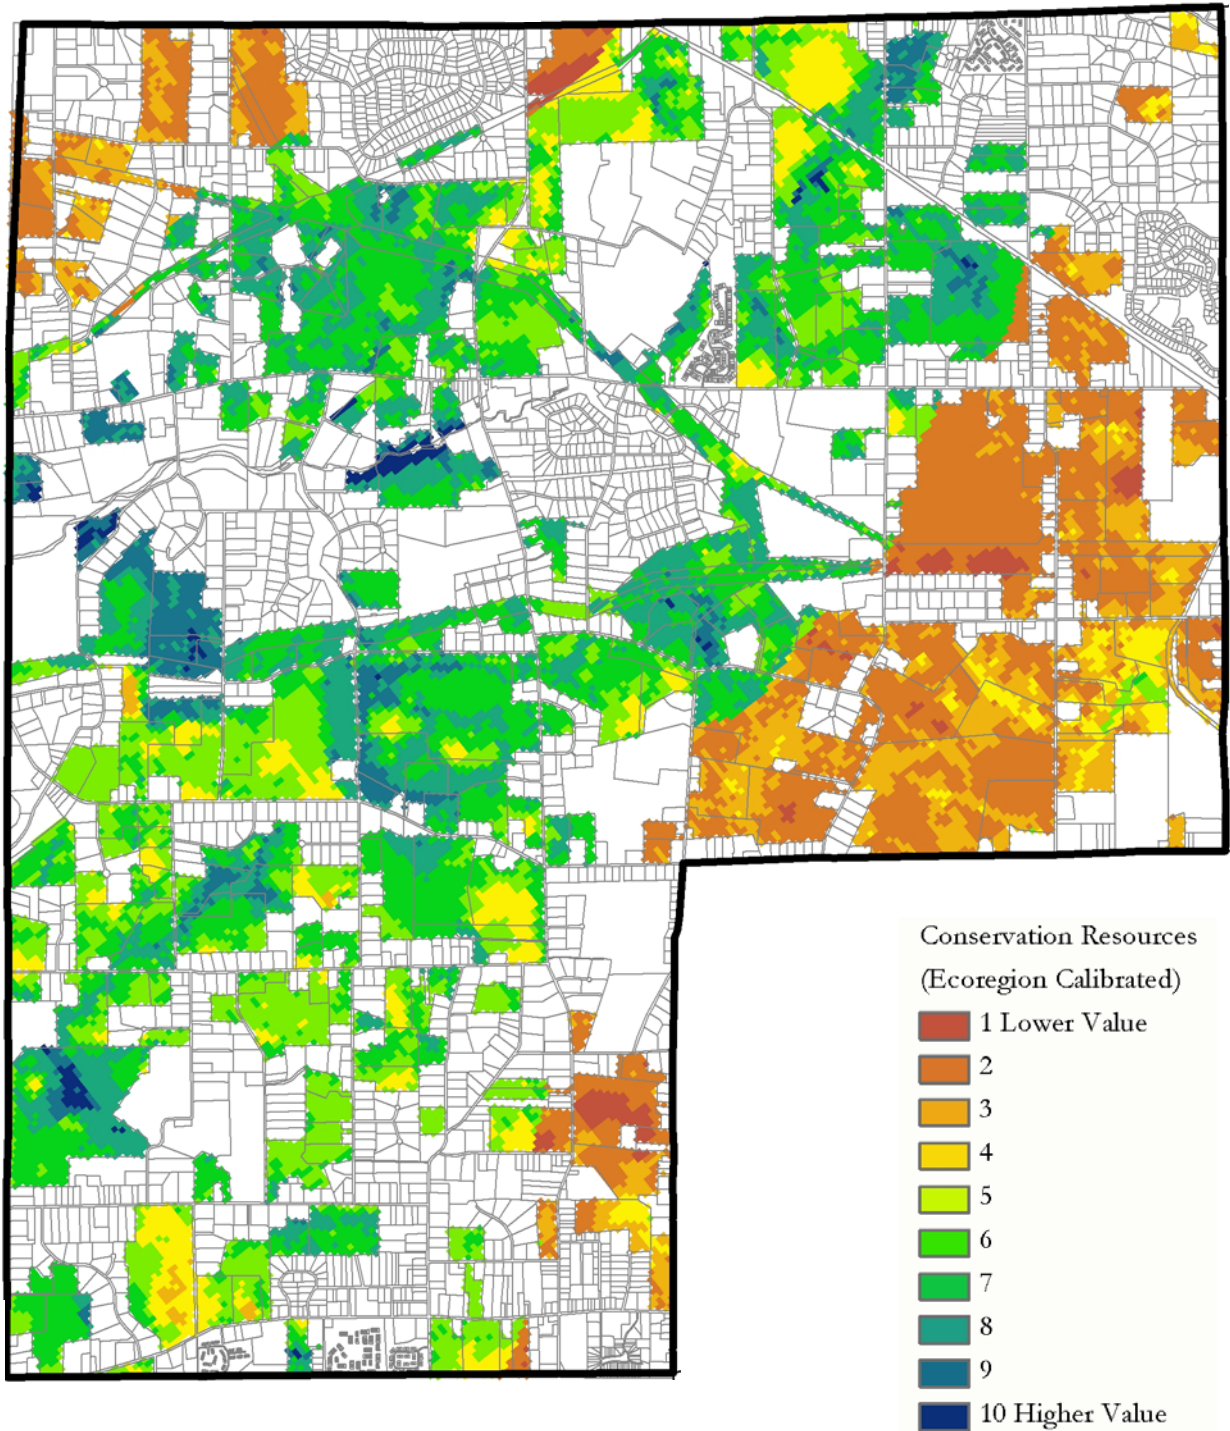 Conservation Resources
(Ecoregion Calibrated)
1 Lower Value
2
3
4
5
6
7
8
9
10 Higher Value